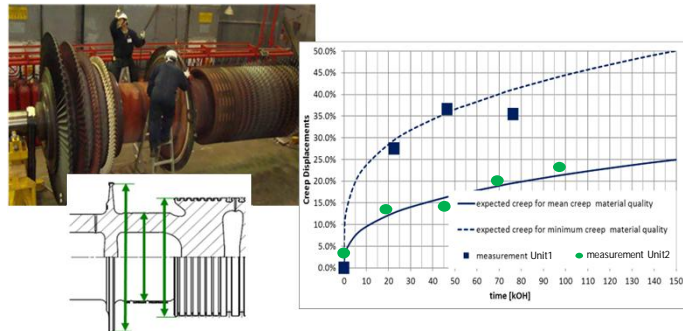 50.0%
45.0%
40.0%
35.0%
30.0%
25.0%
20.0%
15.0%
10.0%
5.0%
0.0%
Creep Displacements
expected creep for mean creep material quality
expected creep for minimum creep material quality
measurement Unit1 measurement Unit2
0 10 20 30 40 50 60 70 80 90 100 110 120 130 140 150
time [kOH]